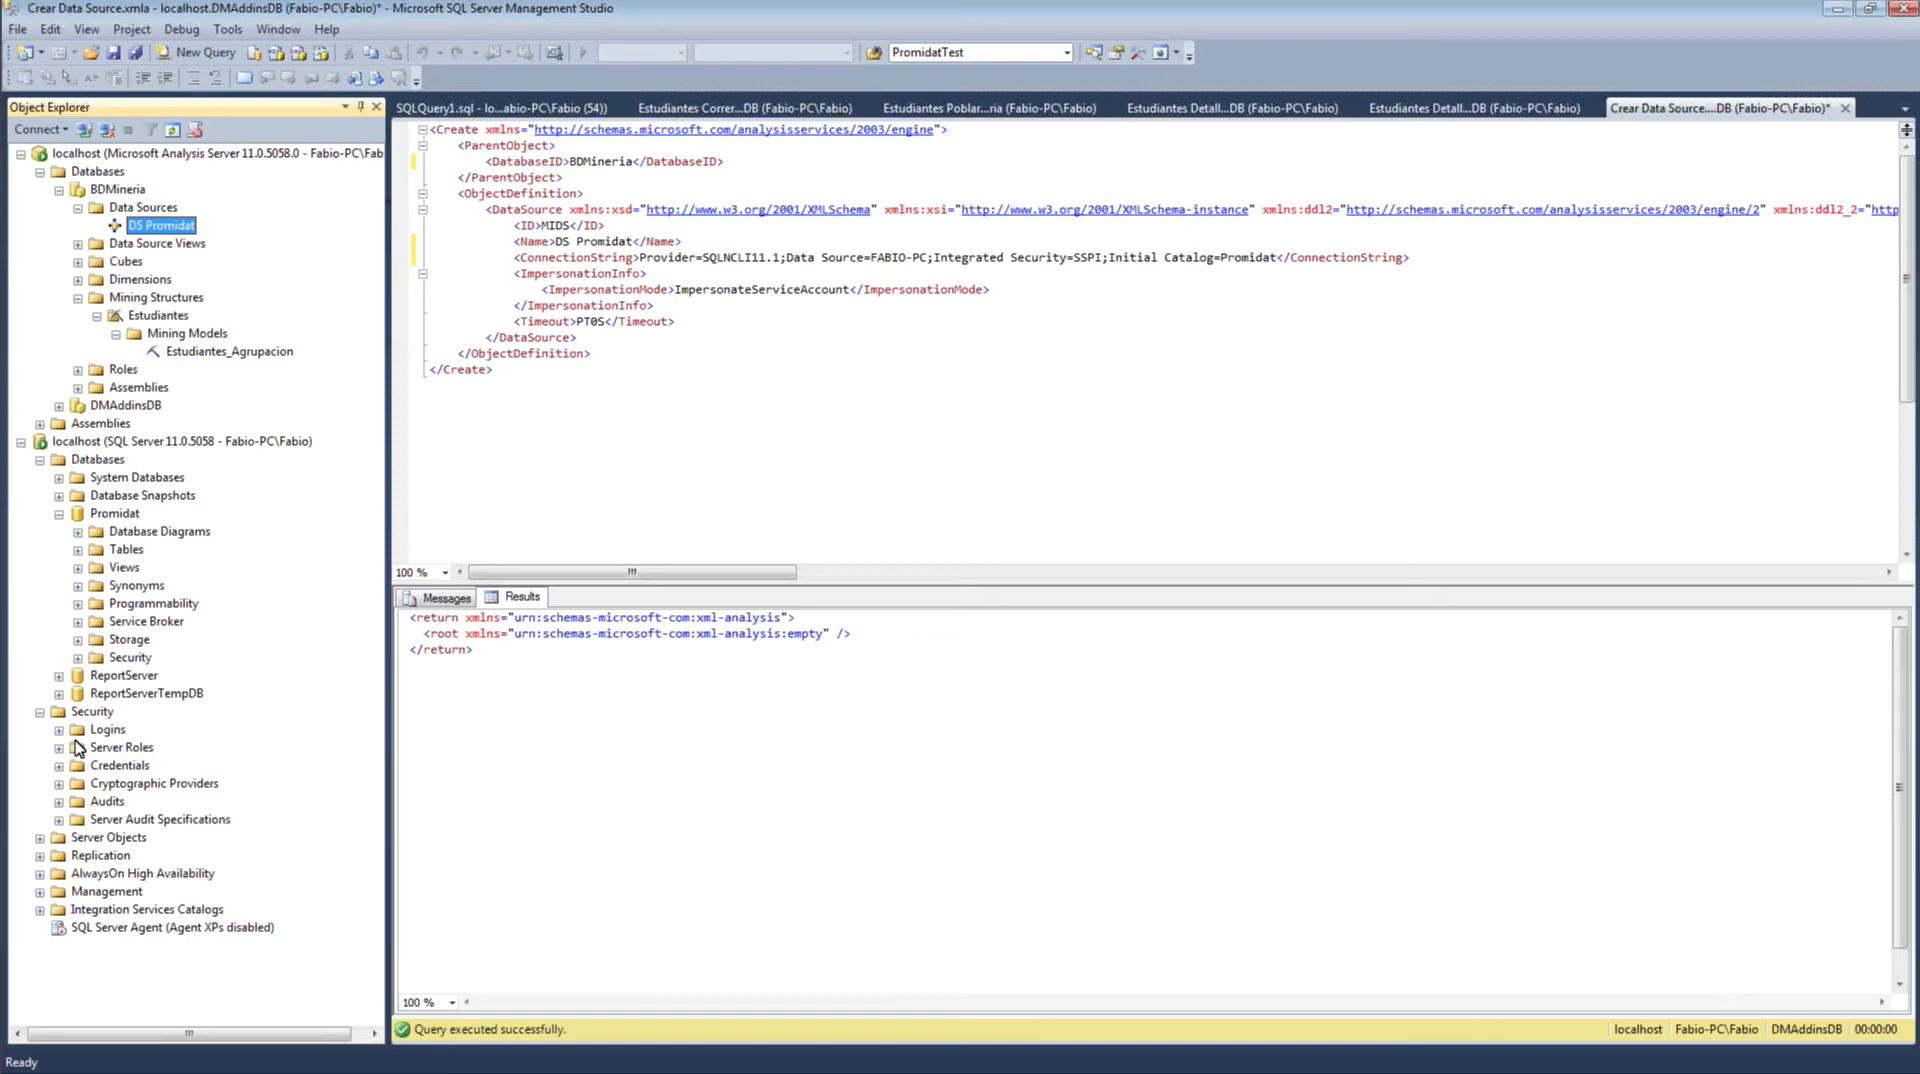 Crear Data Source.xmla - localhost.DMAddinsDB (Fabio-PC\Fabio)* - Microsoft SQL Server Management Studio
File Edit View Project Debug Tools Window Help
New Query
PromidatTest
Object Explorer
Connect
localhost (Microsoft Analysis Server 11.0.5058.0 - Fabio-PC\Fab
Databases
BDMineria
Data Sources
DS Promidat
Data Source Views
Cubes
Dimensions
Mining Structures
Estudiantes
Mining Models
Estudiantes_Agrupacion
Roles
Assemblies
DMAddinsDB
Assemblies
localhost (SQL Server 11.0.5058 - Fabio-PC\Fabio)
Databases
System Databases
Database Snapshots
Promidat
Database Diagrams
Tables
Views
Synonyms
Programmability
Service Broker
Storage
Security
ReportServer
ReportServerTempDB
Security
Logins
Server Roles
Credentials
Cryptographic Providers
Audits
Server Audit Specifications
Server Objects
Replication
AlwaysOn High Availability
Management
Integration Services Catalogs
SQL Server Agent (Agent XPs disabled)
SQLQuery1.sql - lo...abio-PC\Fabio (54)) Estudiantes Correr...DB (Fabio-PC\Fabio) Estudiantes Poblar...ria (Fabio-PC\Fabio) Estudiantes Detall...DB (Fabio-PC\Fabio) Estudiantes Detall...DB (Fabio-PC\Fabio) Crear Data Source....DB (Fabio-PC\Fabio)*
<Create xmlns="http://schemas.microsoft.com/analysisservices/2003/engine">
<ParentObject>
<DatabaseID>BDMineria</DatabaseID>
</ParentObject>
<ObjectDefinition>
<DataSource xmlns:xsd="http://www.w3.org/2001/XMLSchema" xmlns:xsi="http://www.w3.org/2001/XMLSchema-instance" xmlns:ddl2="http://schemas.microsoft.com/analysisservices/2003/engine/2" xmlns:ddl2_2="http
<ID>MIDS</ID>
<Name>DS Promidat</Name>
<ConnectionString>Provider=SQLNCLI11.1;Data Source=FABIO-PC;Integrated Security=SSPI;Initial Catalog=Promidat</ConnectionString>
<ImpersonationInfo>
<ImpersonationMode>ImpersonateServiceAccount</ImpersonationMode>
</ImpersonationInfo>
<Timeout>PT0S</Timeout>
</DataSource>
</ObjectDefinition>
</Create>
100 %
Messages Results
<return xmlns="urn:schemas-microsoft-com:xml-analysis">
<root xmlns="urn:schemas-microsoft-com:xml-analysis:empty" />
</return>
100 %
Query executed successfully. localhost Fabio-PC\Fabio DMAddinsDB 00:00:00
Ready